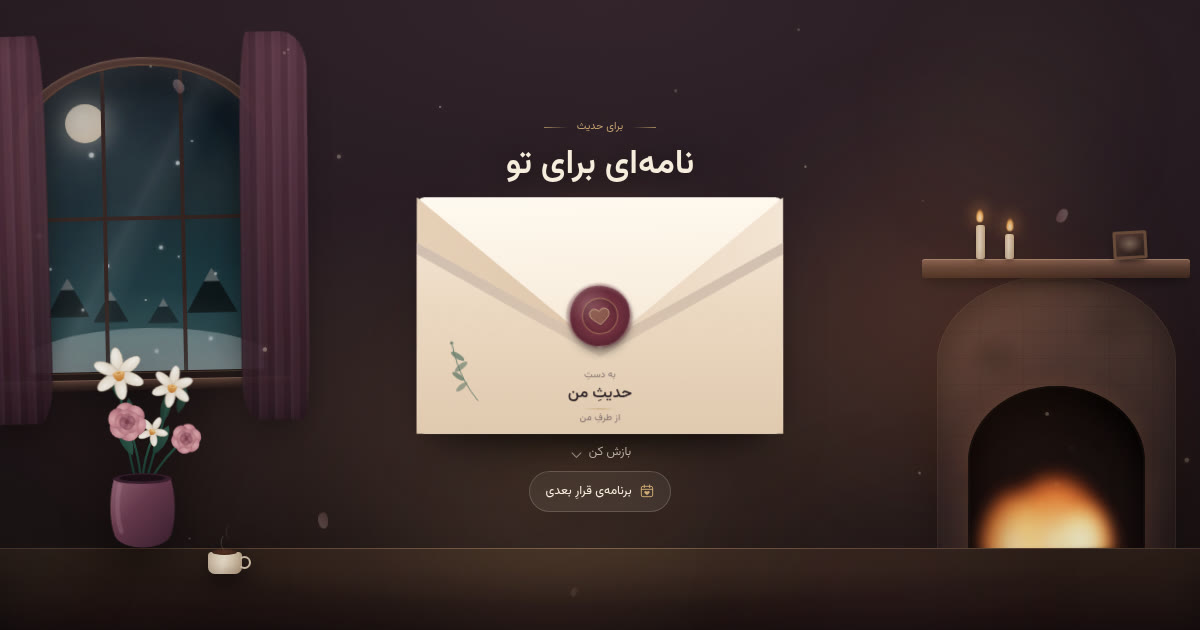 برای حدیث
نامه‌ای برای تو
به دستِ
حدیثِ من
از طرفِ من
بازش کن
برنامه‌ی قرارِ بعدی